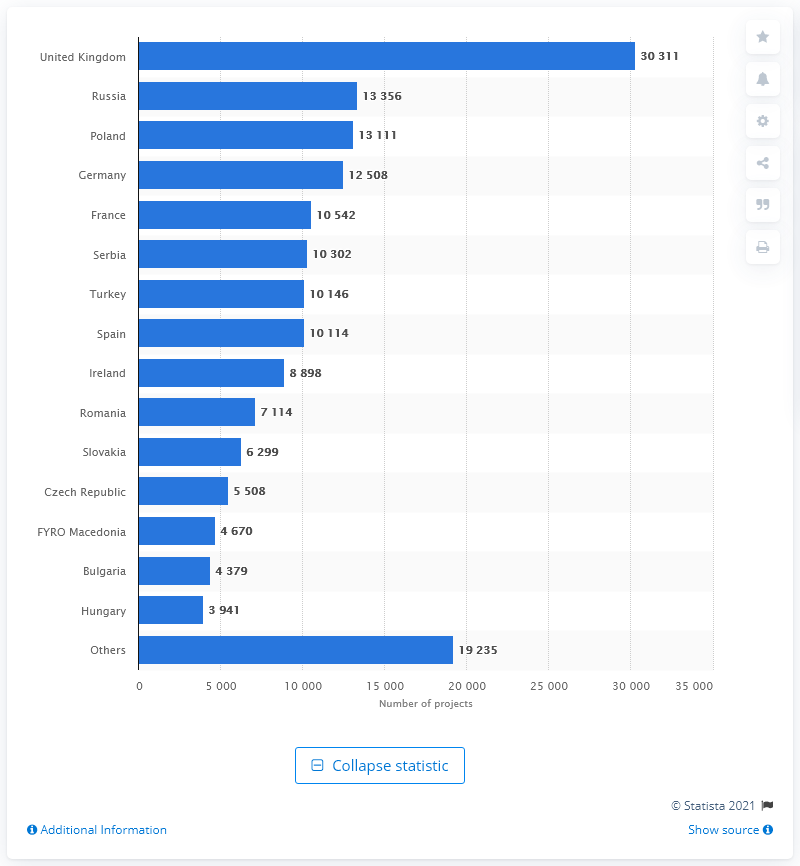 United Kingdom 30 311
Russia 13 356
Poland 13 111
Germany 12 508
France 10 542
Serbia 10 302
Turkey 10 146
Spain 10 114
Ireland 8 898
Romania 7 114
Slovakia 6 299
Czech Republic 5 508
FYRO Macedonia 4 670
Bulgaria 4 379
Hungary 3 941
Others 19 235
0 5 000 10 000 15 000 20 000 25 000 30 000 35 000
Number of projects
Collapse statistic
© Statista 2021
Additional Information Show source